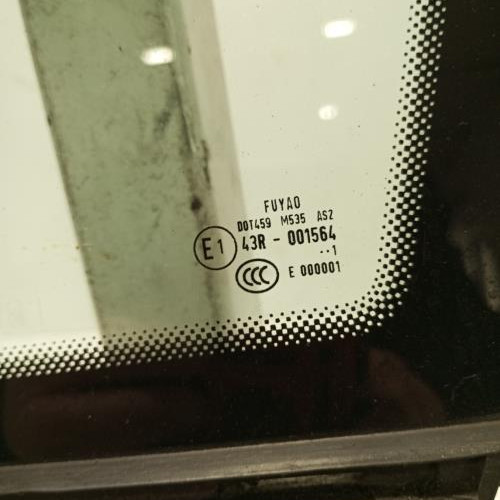 FUYAO
DOT459 M535 AS2
E1 43R - 001564
··1
CCC E 000001